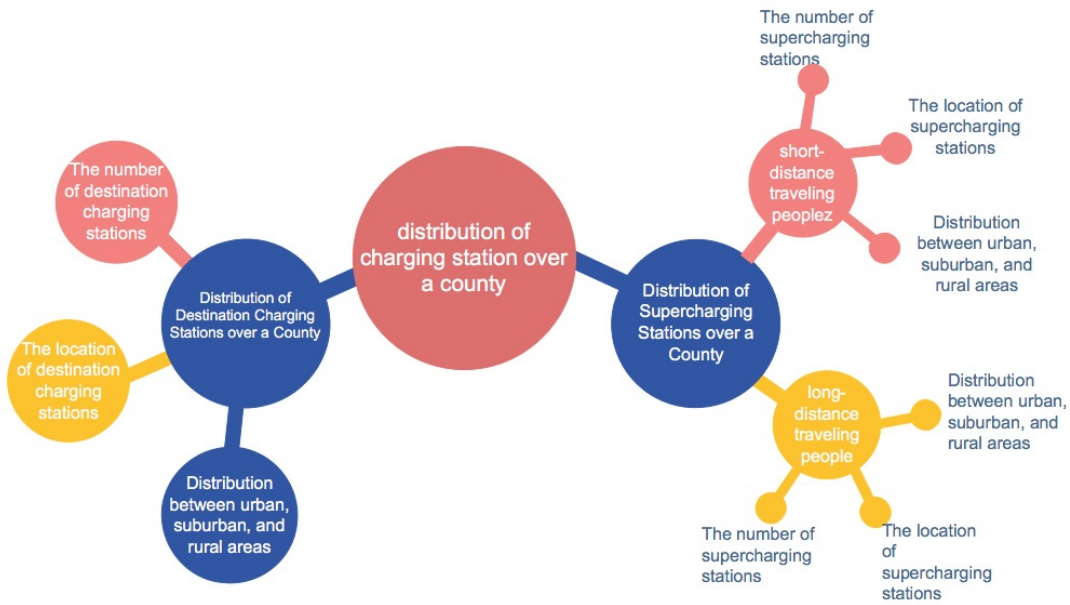 The number of
supercharging
stations
The location of
supercharging
stations
short-
distance
traveling
peoplez
Distribution
between urban,
suburban, and
rural areas
The number
of destination
charging
stations
distribution of
charging station over
a county
Distribution of
Destination Charging
Stations over a County
Distribution of
Supercharging
Stations over a
County
The location
of destination
charging
stations
long-
distance
traveling
people
Distribution
between urban,
suburban, and
rural areas
Distribution
between urban,
suburban, and
rural areas
The number of
supercharging
stations
The location
of
supercharging
stations